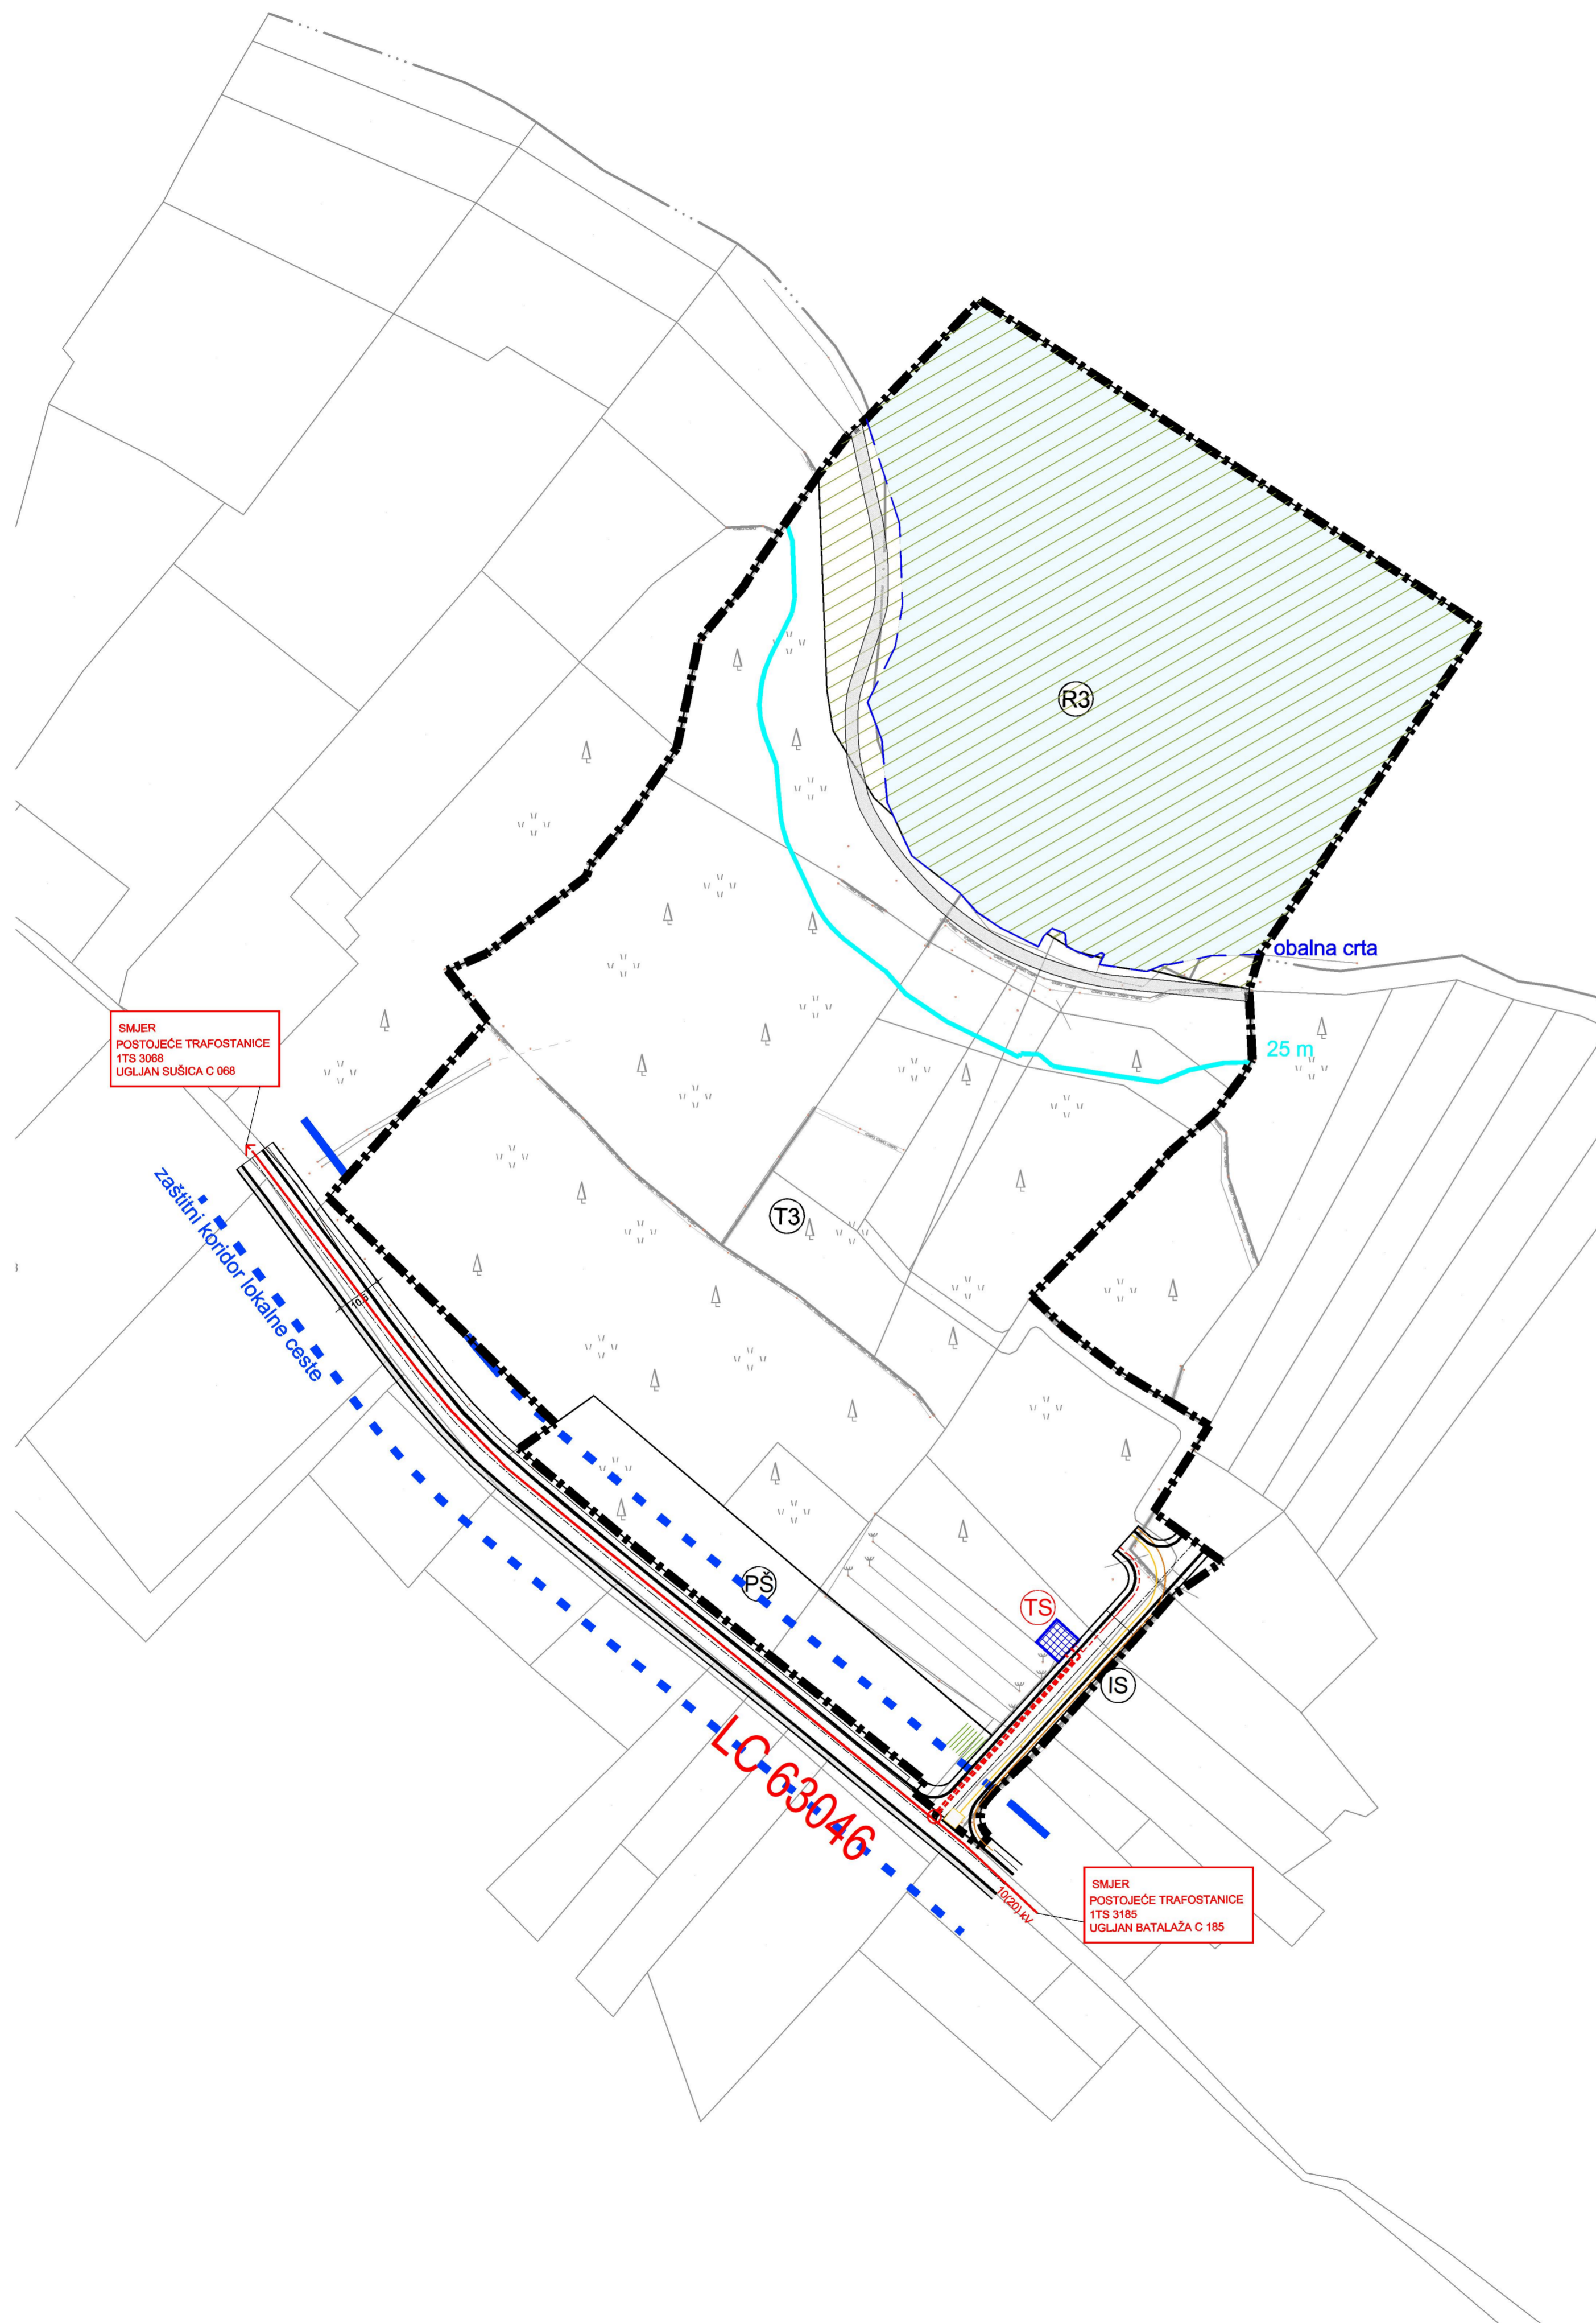 R3
obalna crta
25 m
SMJER
POSTOJEĆE TRAFOSTANICE
1TS 3068
UGLJAN SUŠICA C 068
zaštitni koridor lokalne ceste
T3
PŠ
TS
IS
LC 63046
10(20) kV
SMJER
POSTOJEĆE TRAFOSTANICE
1TS 3185
UGLJAN BATALAŽA C 185